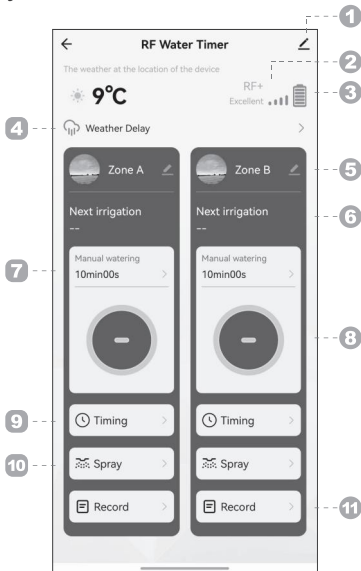 1
RF Water Timer
2
The weather at the location of the device
RF+
9°C
Excellent
3
4
Weather Delay
Zone A
Zone B
5
Next irrigation
Next irrigation
6
--
--
Manual watering
Manual watering
7
10min00s
10min00s
-
-
8
9
Timing
Timing
10
Spray
Spray
Record
Record
11